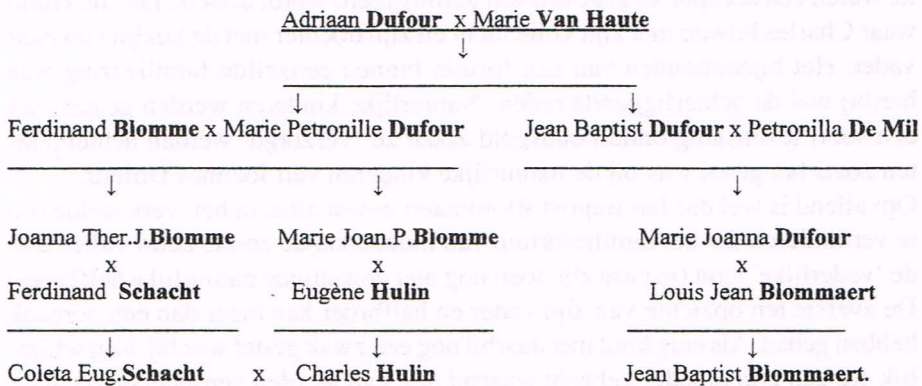 Adriaan Dufour x Marie Van Haute
↓
↓ ↓
Ferdinand Blomme x Marie Petronille Dufour Jean Baptist Dufour x Petronilla De Mil
↓ ↓ ↓
Joanna Ther.J.Blomme Marie Joan.P.Blomme Marie Joanna Dufour
x x x
Ferdinand Schacht Eugêne Hulin Louis Jean Blommaert
↓ ↓ ↓
Coleta Eug.Schacht x Charles Hulin Jean Baptist Blommaert.